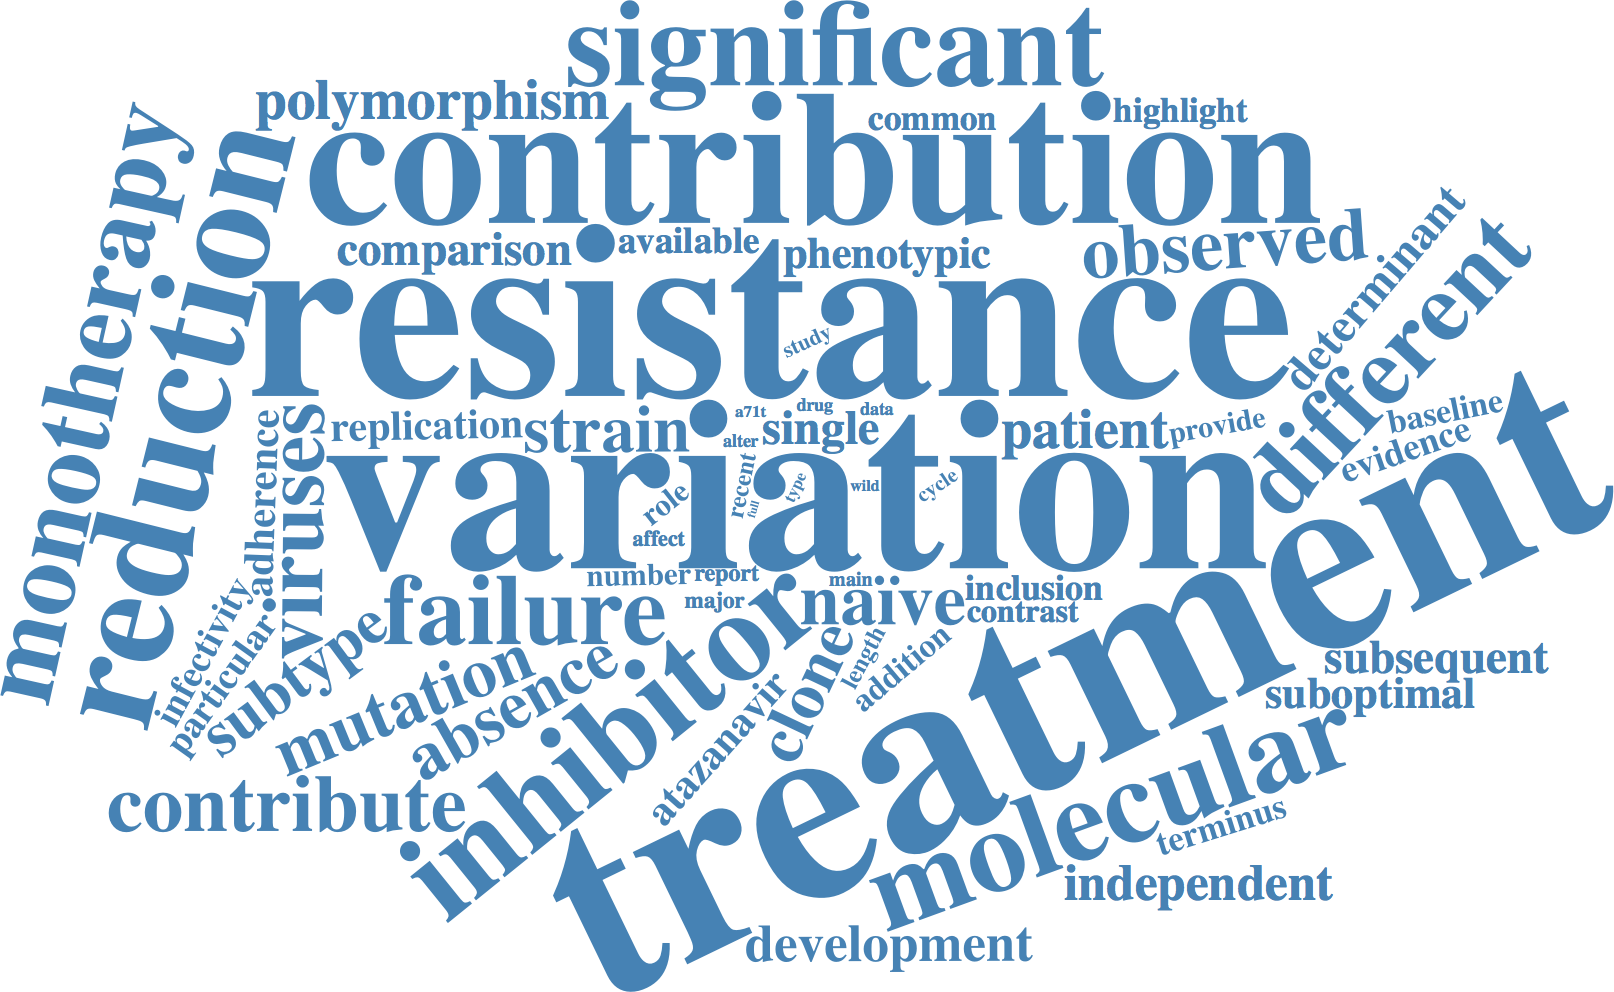 significant
polymorphism
common
highlight
contribution
monotherapy
reduction
comparison
available
phenotypic
observed
determinant
different
resistance
study
replication
strain
a71t
drug
data
alter
single
patient
provide
baseline
evidence
adherence
viruses
variation
role
recent
full
type
wild
cycle
affect
treatment
number
report
main
major
naive
inclusion
contrast
infectivity
particular
subtype
failure
mutation
absence
inhibitor
atazanavir
clone
length
addition
subsequent
suboptimal
contribute
molecular
terminus
independent
development